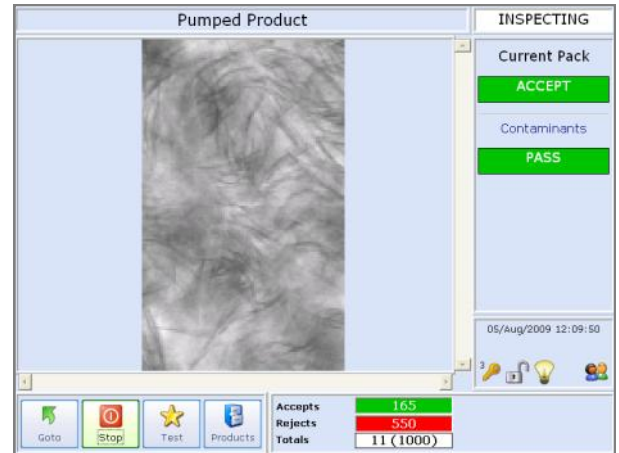 Pumped Product
INSPECTING
Current Pack
ACCEPT
Contaminants
PASS
05/Aug/2009 12:09:50
3
Goto
Stop
Test
Products
Accepts 165
Rejects 550
Totals 11 (1000)